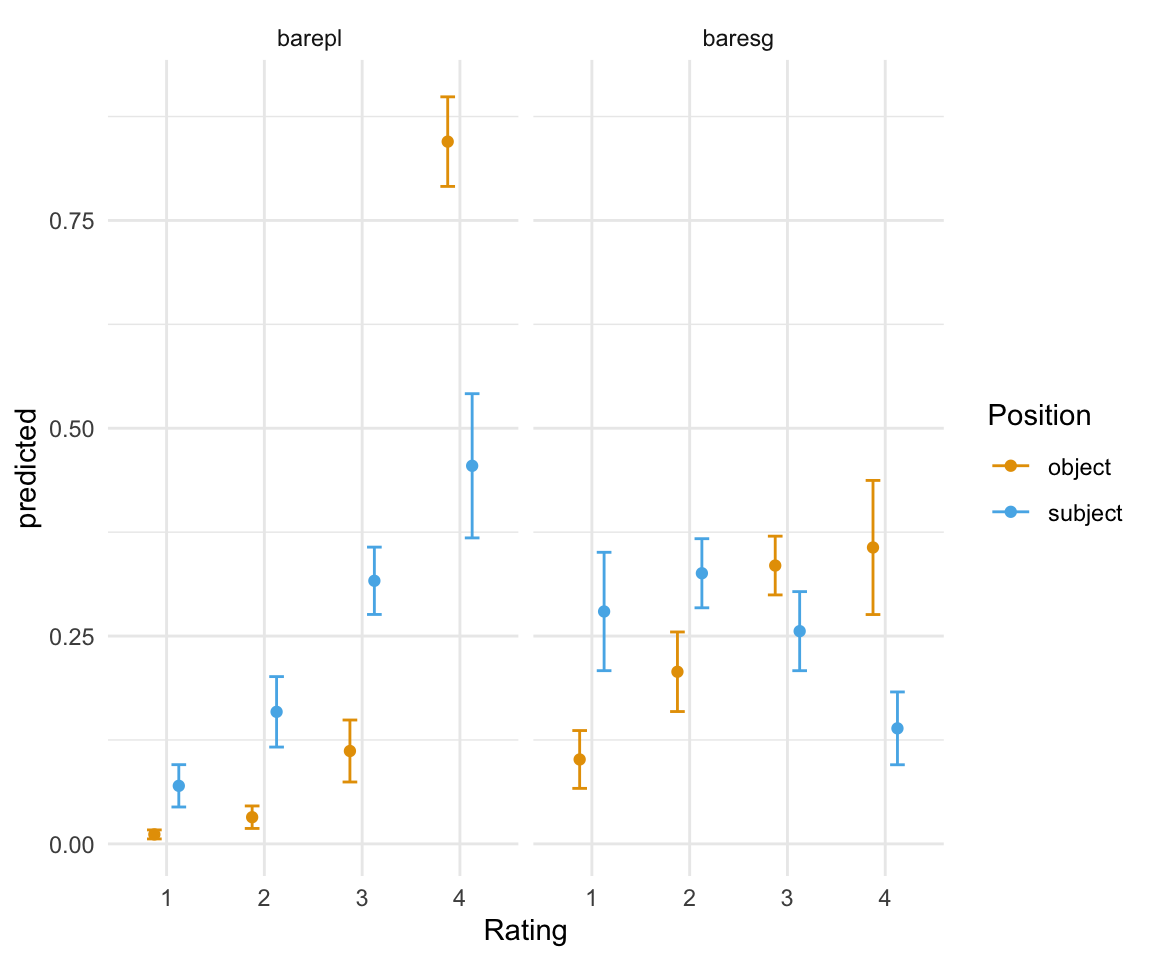 barepl baresg
0.75
0.50
0.25
0.00
predicted
1 2 3 4 1 2 3 4
Rating
Position
object
subject